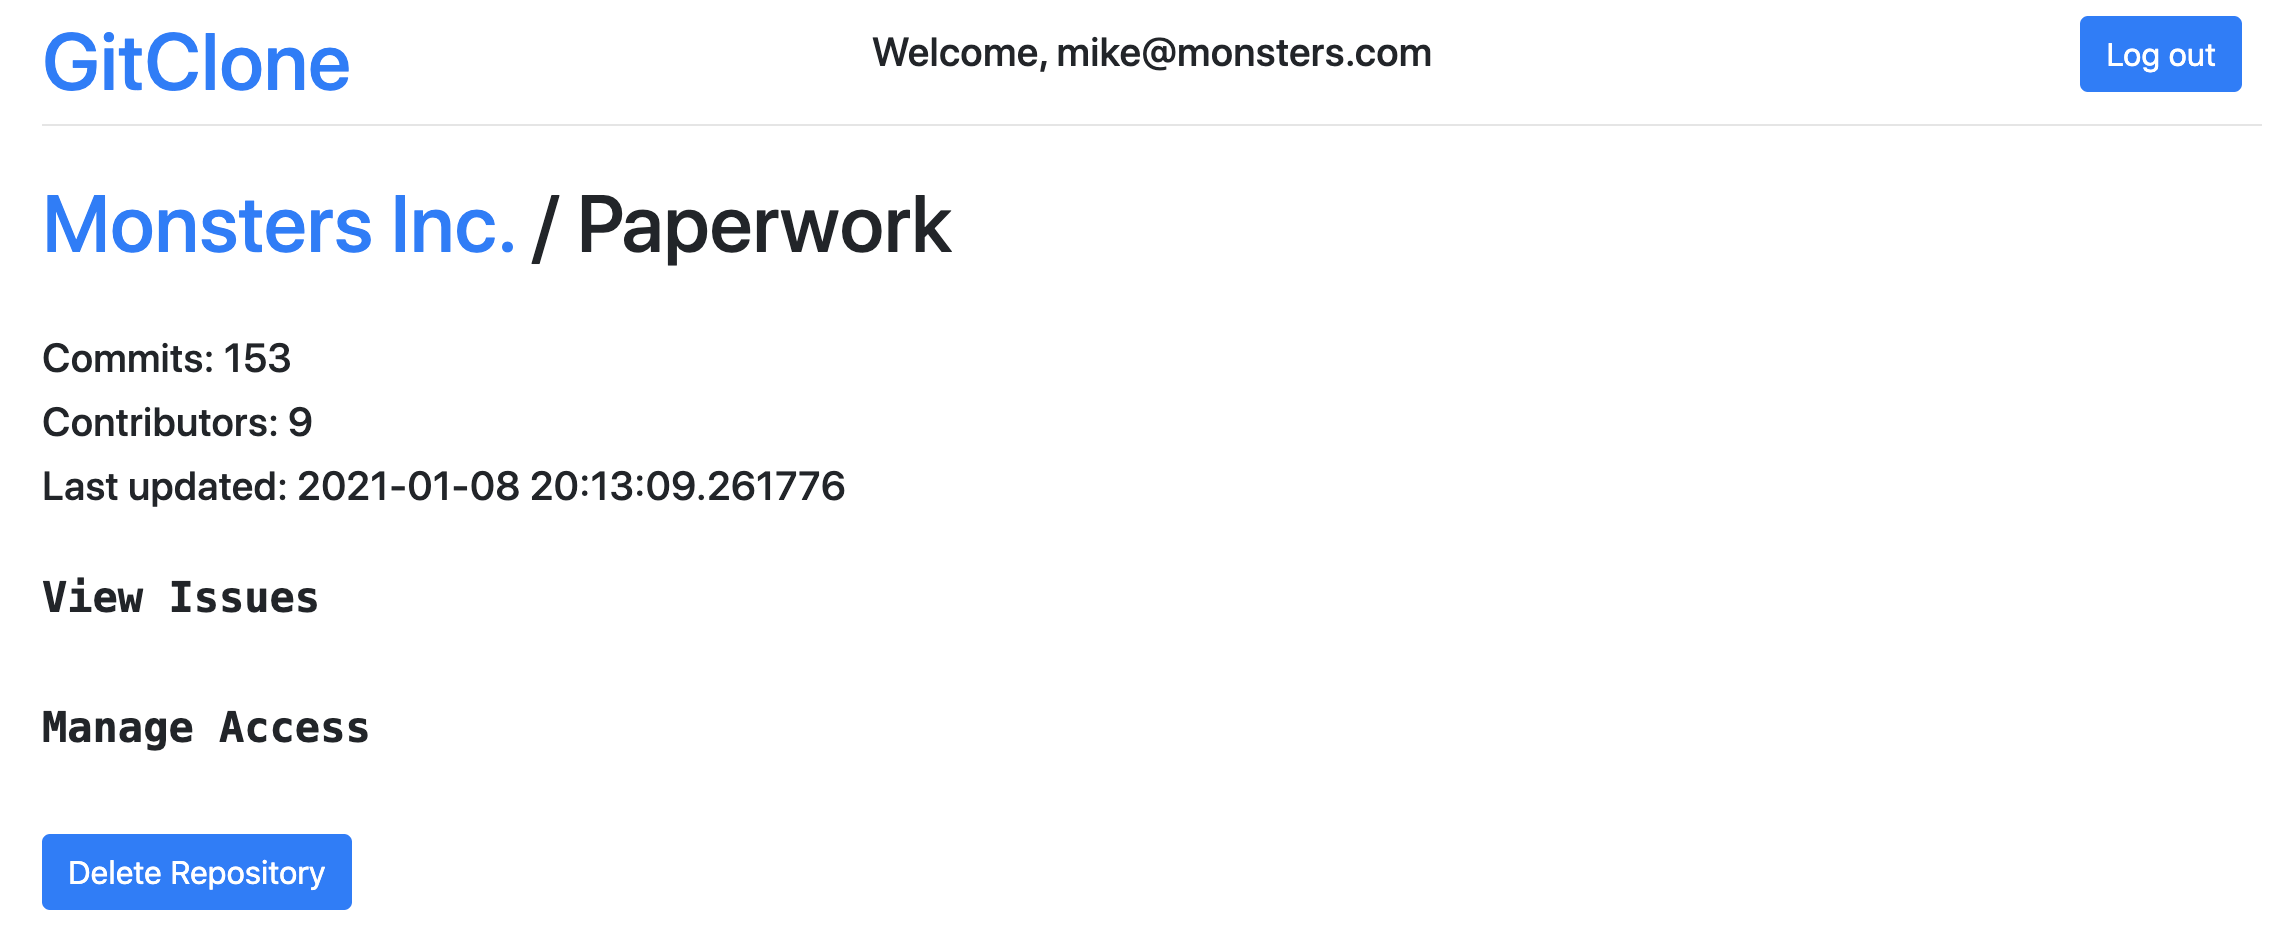 GitClone
Welcome, mike@monsters.com
Log out
Monsters Inc. / Paperwork
Commits: 153
Contributors: 9
Last updated: 2021-01-08 20:13:09.261776
View Issues
Manage Access
Delete Repository